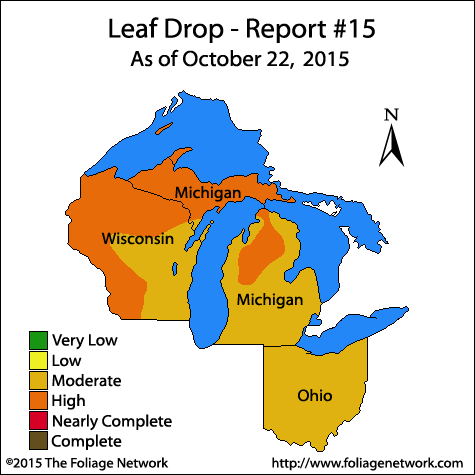 Leaf Drop - Report #15
As of October 22, 2015
N
Michigan
Wisconsin
Michigan
Ohio
Very Low
Low
Moderate
High
Nearly Complete
Complete
©2015 The Foliage Network
http://www.foliagenetwork.com